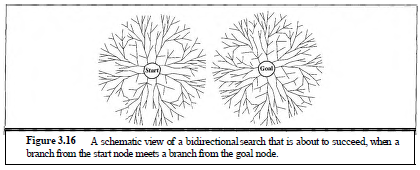 Start
Goal
Figure 3.16 A schematic view of a bidirectional search that is about to succeed, when a
branch from the start node meets a branch from the goal node.